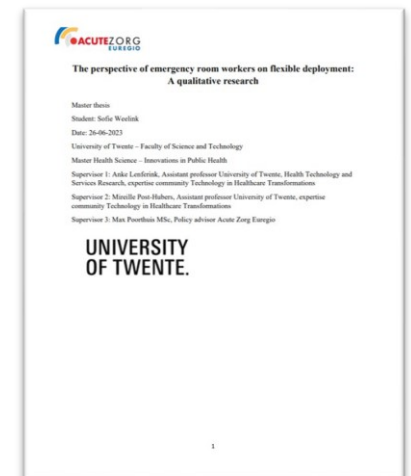 ACUTEZORG
EUREGIO
The perspective of emergency room workers on flexible deployment:
A qualitative research
Master thesis
Student: Sofie Weelink
Date: 26-06-2023
University of Twente – Faculty of Science and Technology
Master Health Science – Innovations in Public Health
Supervisor 1: Anke Lenferink, Assistant professor University of Twente, Health Technology and
Services Research, expertise community Technology in Healthcare Transformations
Supervisor 2: Mireille Post-Hubers, Assistant professor University of Twente, expertise
community Technology in Healthcare Transformations
Supervisor 3: Max Poorthuis MSc, Policy advisor Acute Zorg Euregio
UNIVERSITY
OF TWENTE.
1